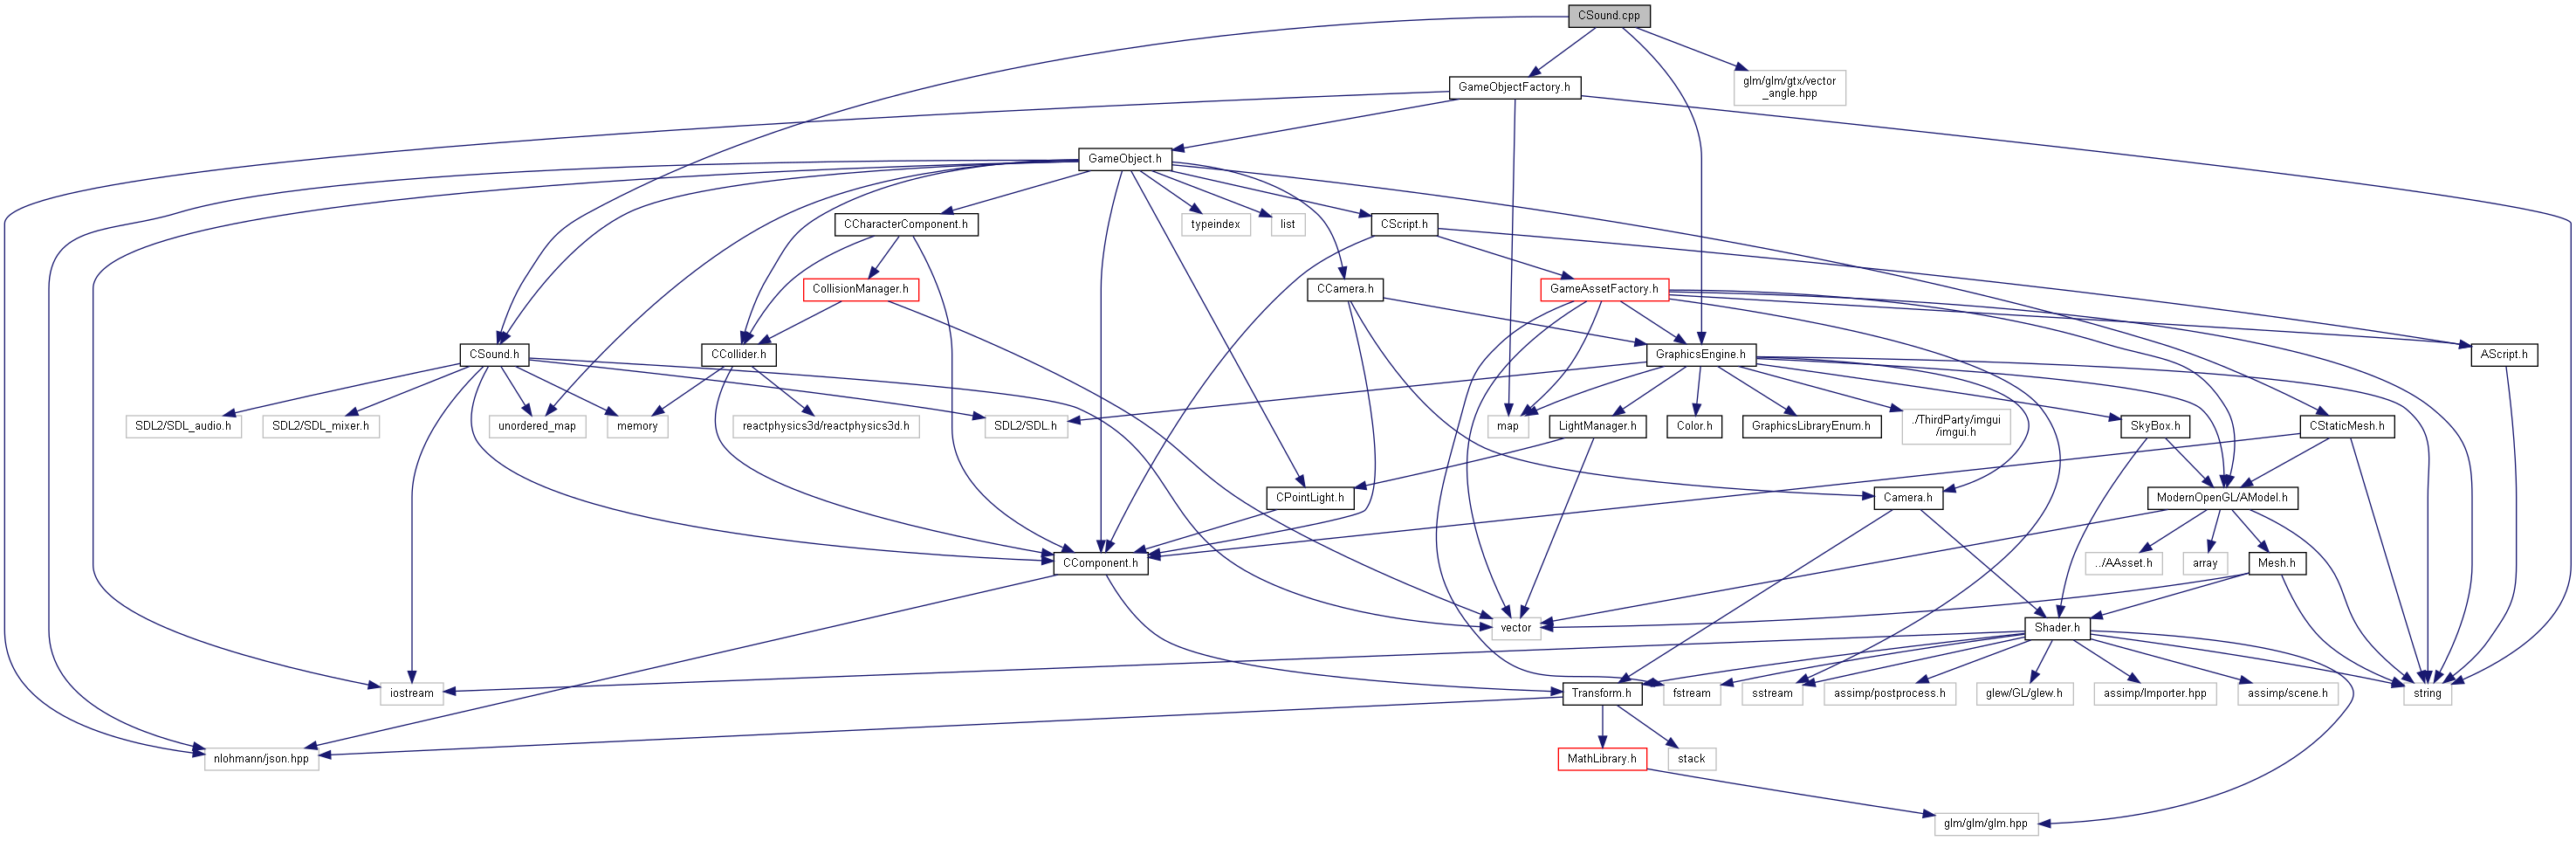 CSound.cpp
GameObjectFactory.h
glm/glm/gtx/vector
_angle.hpp
GameObject.h
CCharacterComponent.h
typeindex
list
CScript.h
CollisionManager.h
CCamera.h
GameAssetFactory.h
CSound.h
CCollider.h
GraphicsEngine.h
AScript.h
SDL2/SDL_audio.h
SDL2/SDL_mixer.h
unordered_map
memory
reactphysics3d/reactphysics3d.h
SDL2/SDL.h
map
LightManager.h
Color.h
GraphicsLibraryEnum.h
./ThirdParty/imgui
/imgui.h
SkyBox.h
CStaticMesh.h
CPointLight.h
Camera.h
ModernOpenGL/AModel.h
CComponent.h
../AAsset.h
array
Mesh.h
vector
Shader.h
iostream
Transform.h
fstream
sstream
assimp/postprocess.h
glew/GL/glew.h
assimp/Importer.hpp
assimp/scene.h
string
nlohmann/json.hpp
MathLibrary.h
stack
glm/glm/glm.hpp